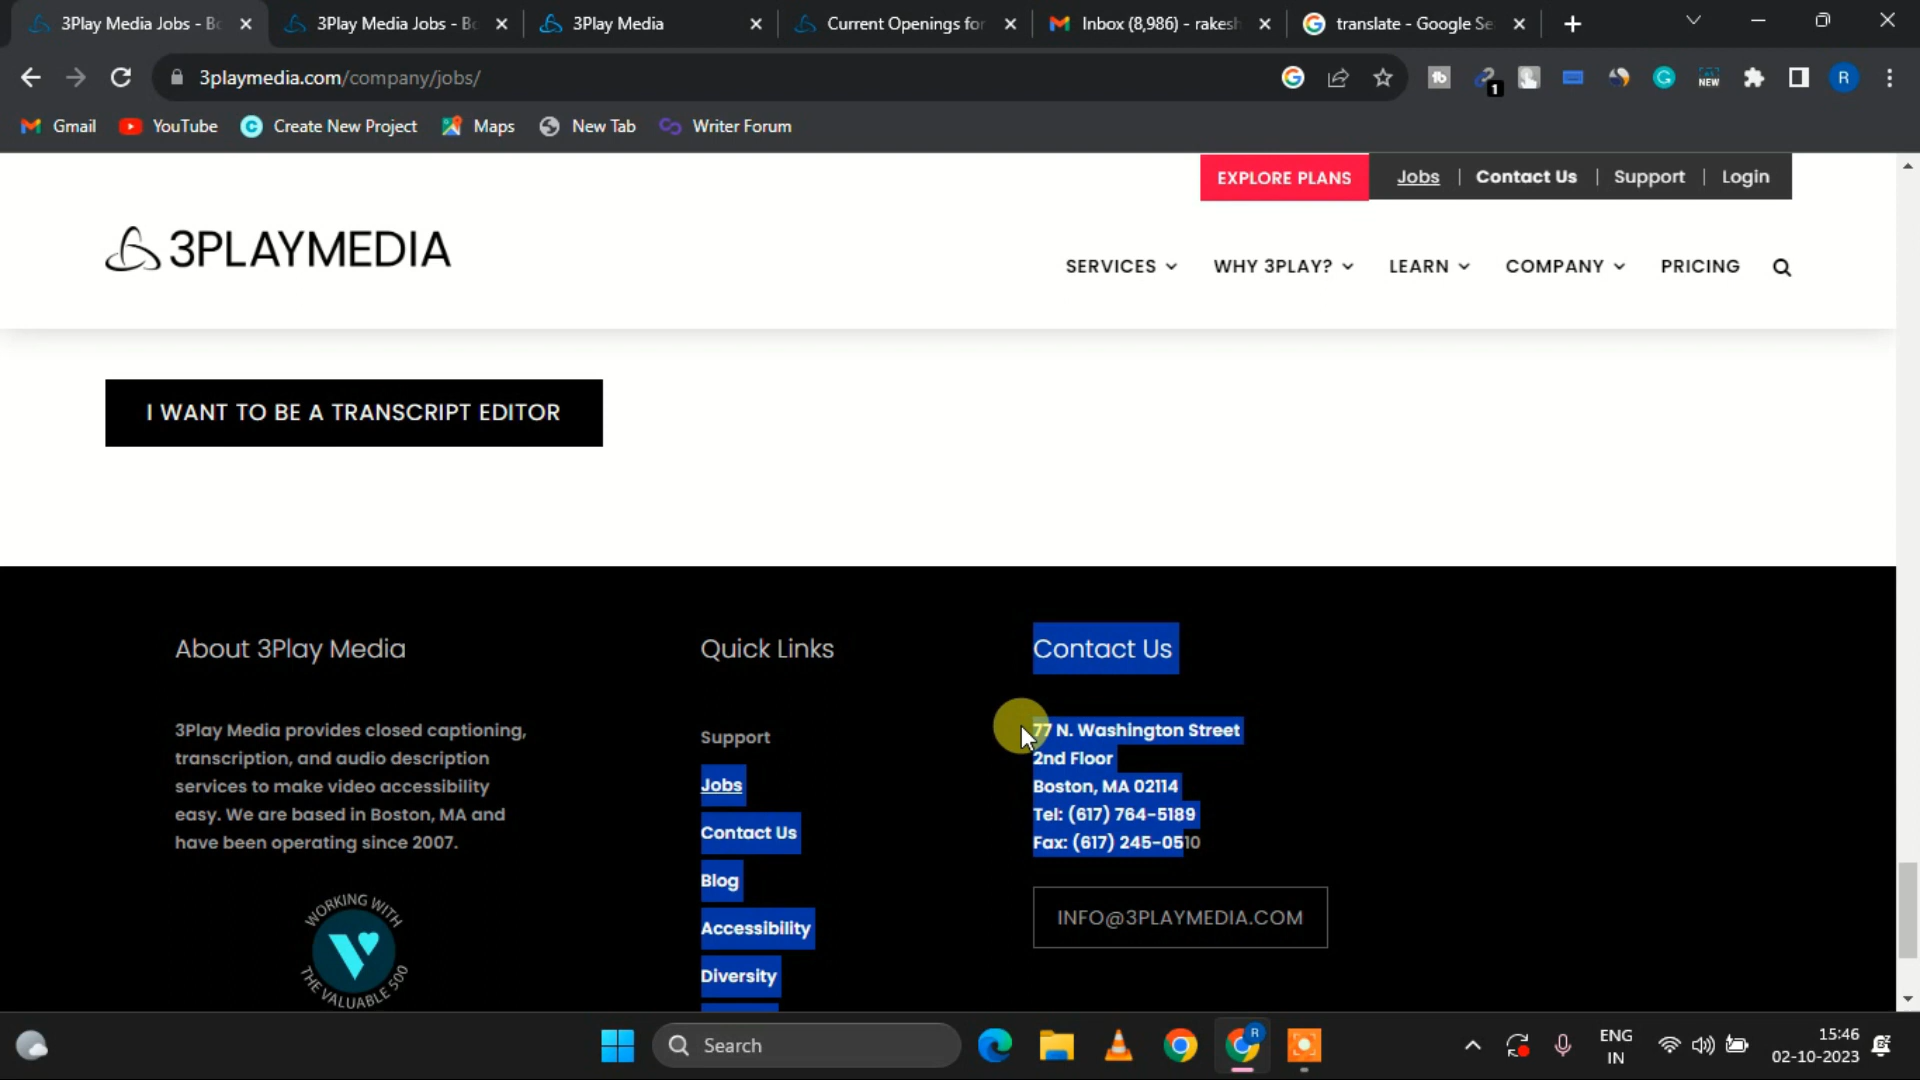 3Play Media Jobs - Bo
3Play Media Jobs - Bo
3Play Media
Current Openings for
Inbox (8,986) - rakesh
translate - Google Se
3playmedia.com/company/jobs/
1
NEW
R
Gmail
YouTube
Create New Project
Maps
New Tab
Writer Forum
EXPLORE PLANS
Jobs | Contact Us | Support | Login
3PLAYMEDIA
SERVICES
WHY 3PLAY?
LEARN
COMPANY
PRICING
I WANT TO BE A TRANSCRIPT EDITOR
About 3Play Media
3Play Media provides closed captioning,
transcription, and audio description
services to make video accessibility
easy. We are based in Boston, MA and
have been operating since 2007.
WORKING WITH
THE VALUABLE 500
Quick Links
Support
Jobs
Contact Us
Blog
Accessibility
Diversity
Contact Us
77 N. Washington Street
2nd Floor
Boston, MA 02114
Tel: (617) 764-5189
Fax: (617) 245-0510
INFO@3PLAYMEDIA.COM
Search
R
ENG
IN
15:46
02-10-2023